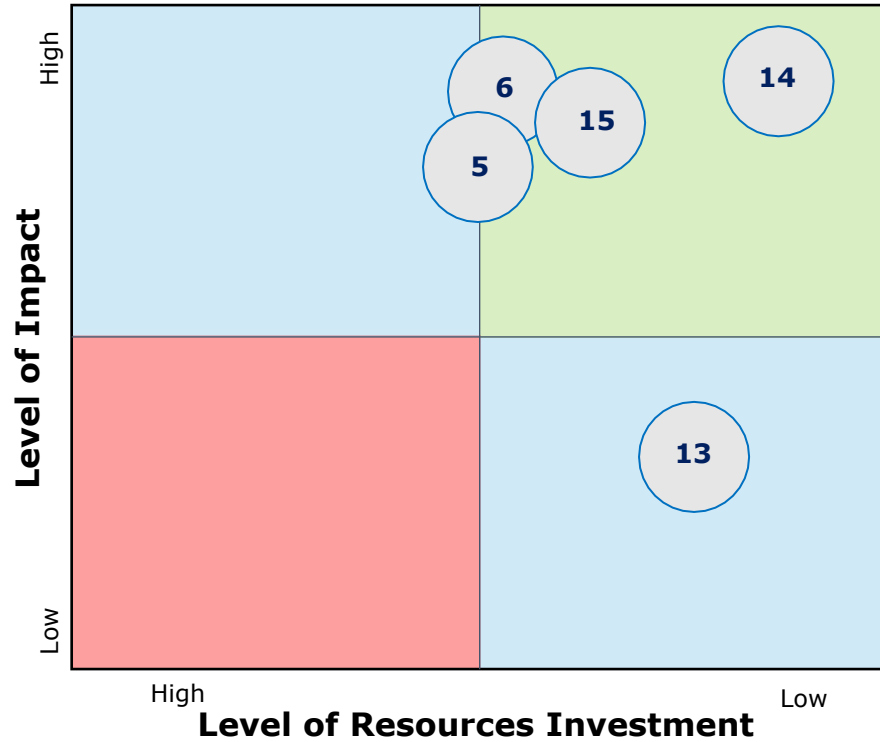 High
6
14
15
5
Level of Impact
13
Low
High
Low
Level of Resources Investment